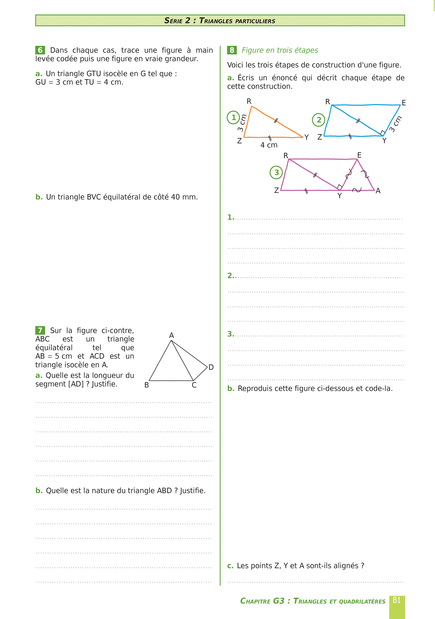 SÉRIE 2 : TRIANGLES PARTICULIERS
6 Dans chaque cas, trace une figure à main
levée codée puis une figure en vraie grandeur.
a. Un triangle GTU isocèle en G tel que :
GU = 3 cm et TU = 4 cm.
b. Un triangle BVC équilatéral de côté 40 mm.
7 Sur la figure ci-contre,
ABC est un triangle
équilatéral tel que
AB = 5 cm et ACD est un
triangle isocèle en A.
a. Quelle est la longueur du
segment [AD] ? Justifie.
A
D
B
C
b. Quelle est la nature du triangle ABD ? Justifie.
8 Figure en trois étapes
Voici les trois étapes de construction d'une figure.
a. Écris un énoncé qui décrit chaque étape de
cette construction.
R
1
3 cm
Z
Y
4 cm
R
E
2
Z
Y
3 cm
R
E
3
Z
Y
A
1.
2.
3.
b. Reproduis cette figure ci-dessous et code-la.
c. Les points Z, Y et A sont-ils alignés ?
CHAPITRE G3 : TRIANGLES ET QUADRILATÈRES 81